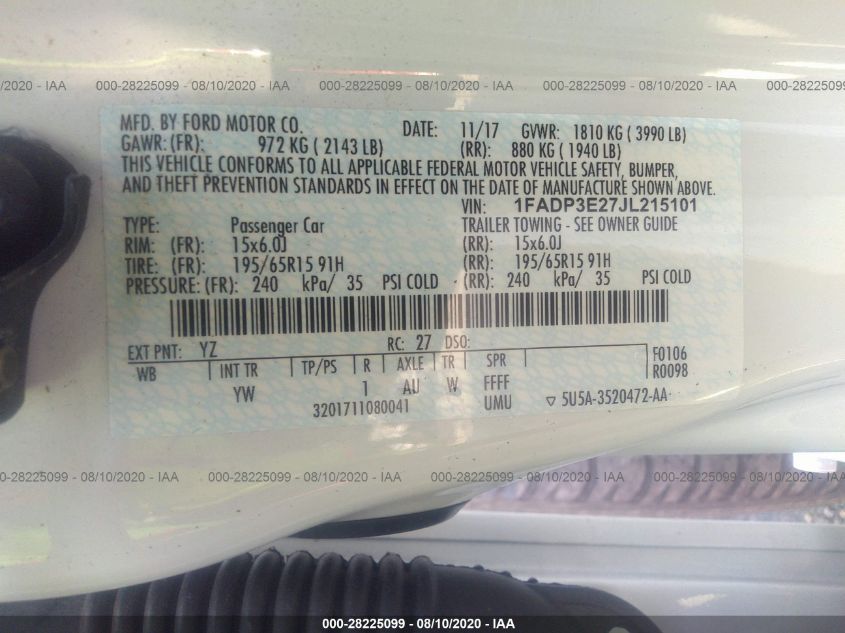 2020 - IAA 000-28225099 - 08/10/2020 - IAA 000-28225099 - 08/10/2020 - IAA 000-28225099 - 08/10/2020 - IAA
MFD. BY FORD MOTOR CO. DATE: 11/17 GVWR: 1810 KG ( 3990 LB)
GAWR: (FR): 972 KG ( 2143 LB) (RR): 880 KG ( 1940 LB)
THIS VEHICLE CONFORMS TO ALL APPLICABLE FEDERAL MOTOR VEHICLE SAFETY, BUMPER,
AND THEFT PREVENTION STANDARDS IN EFFECT ON THE DATE OF MANUFACTURE SHOWN ABOVE.
VIN: 1FADP3E27JL215101
TYPE: Passenger Car TRAILER TOWING - SEE OWNER GUIDE
RIM: (FR): 15x6.0J (RR): 15x6.0J
TIRE: (FR): 195/65R15 91H (RR): 195/65R15 91H
PRESSURE: (FR): 240 kPa/ 35 PSI COLD (RR): 240 kPa/ 35 PSI COLD
EXT PNT: YZ RC: 27 DSO: F0106
WB INT TR TP/PS R AXLE TR SPR R0098
YW 1 AU W FFFF
3201711080041 UMU ▽ 5U5A-3520472-AA
000-28225099 - 08/10/2020 - IAA 000-28225099 - 08/10/2020 - IAA 000-28225099 - 08/10/2020 - IAA
000-28225099 - 08/10/2020 - IAA